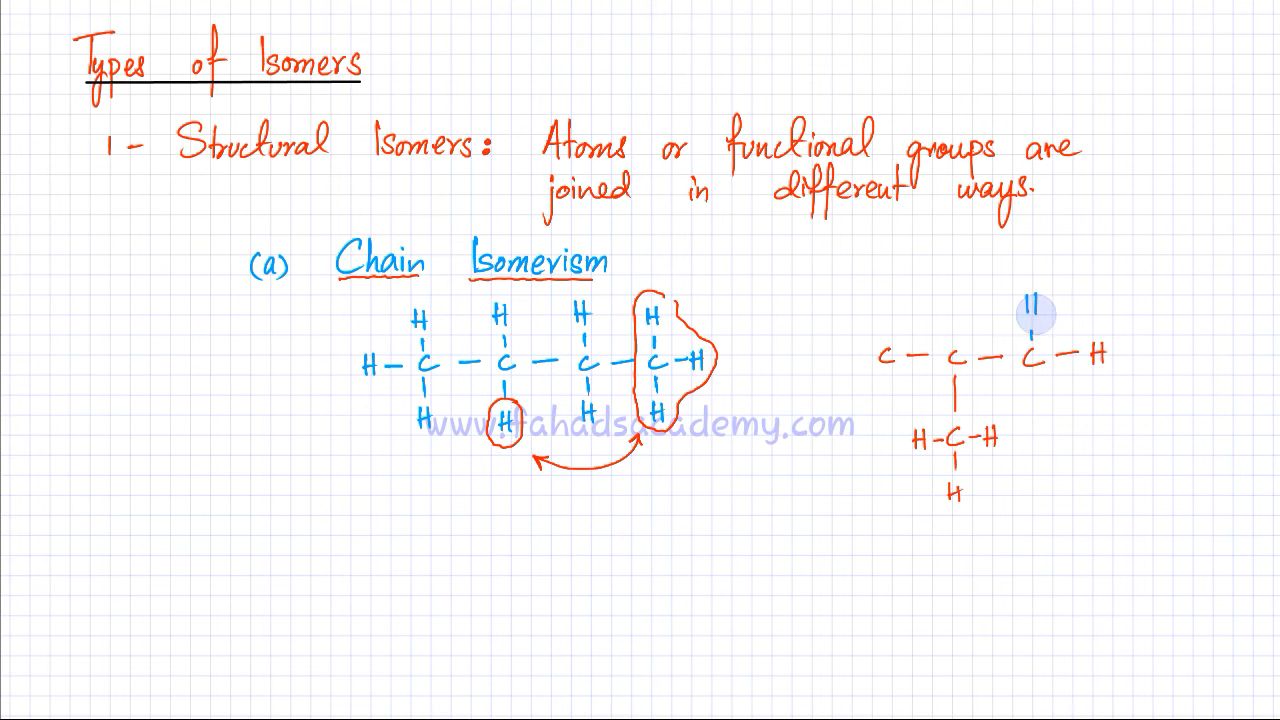 Types of Isomers
1 - Structural Isomers: Atoms or functional groups are
joined in different ways.
(a) Chain Isomerism
H H H H
H - C - C - C - C - H
H H H H
www.fahadsacademy.com
C - C - C - H
H - C - H
H